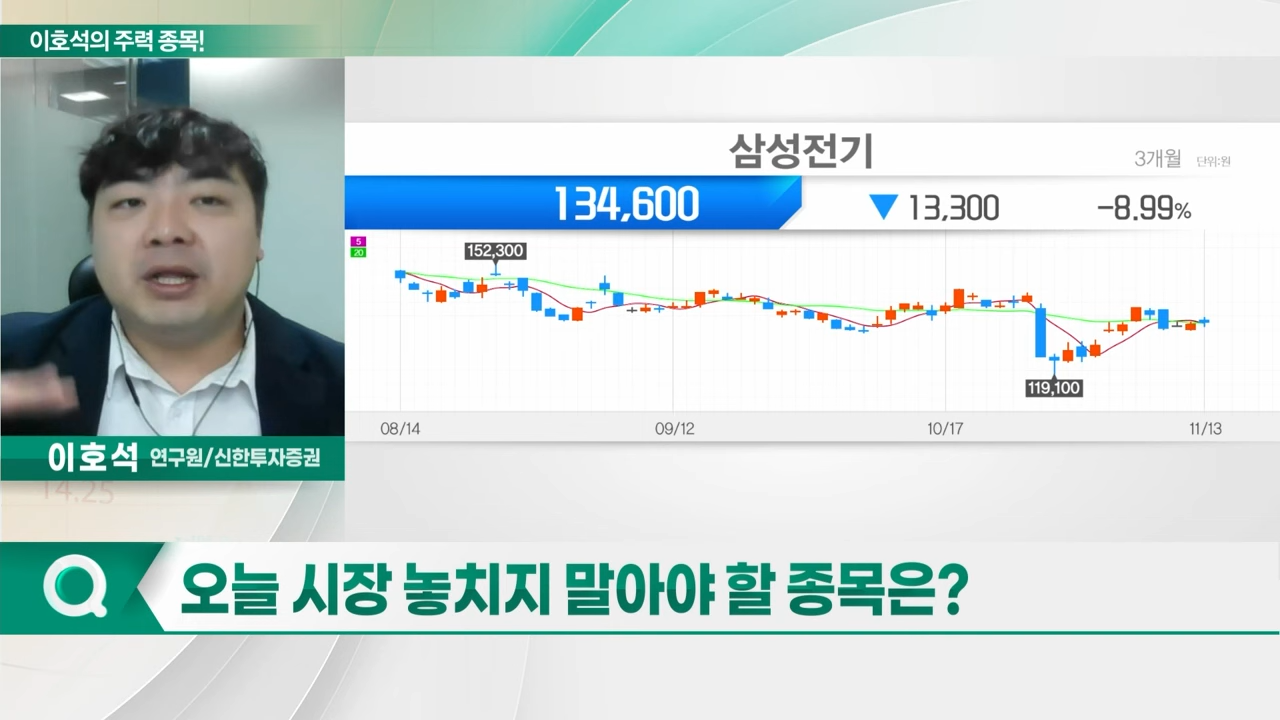 이호석의 주력 종목!
삼성전기
3개월 단위:원
134,600 ▼ 13,300 -8.99%
5
20
152,300
119,100
08/14 09/12 10/17 11/13
이호석 연구원/신한투자증권
14.25
Q 오늘 시장 놓치지 말아야 할 종목은?